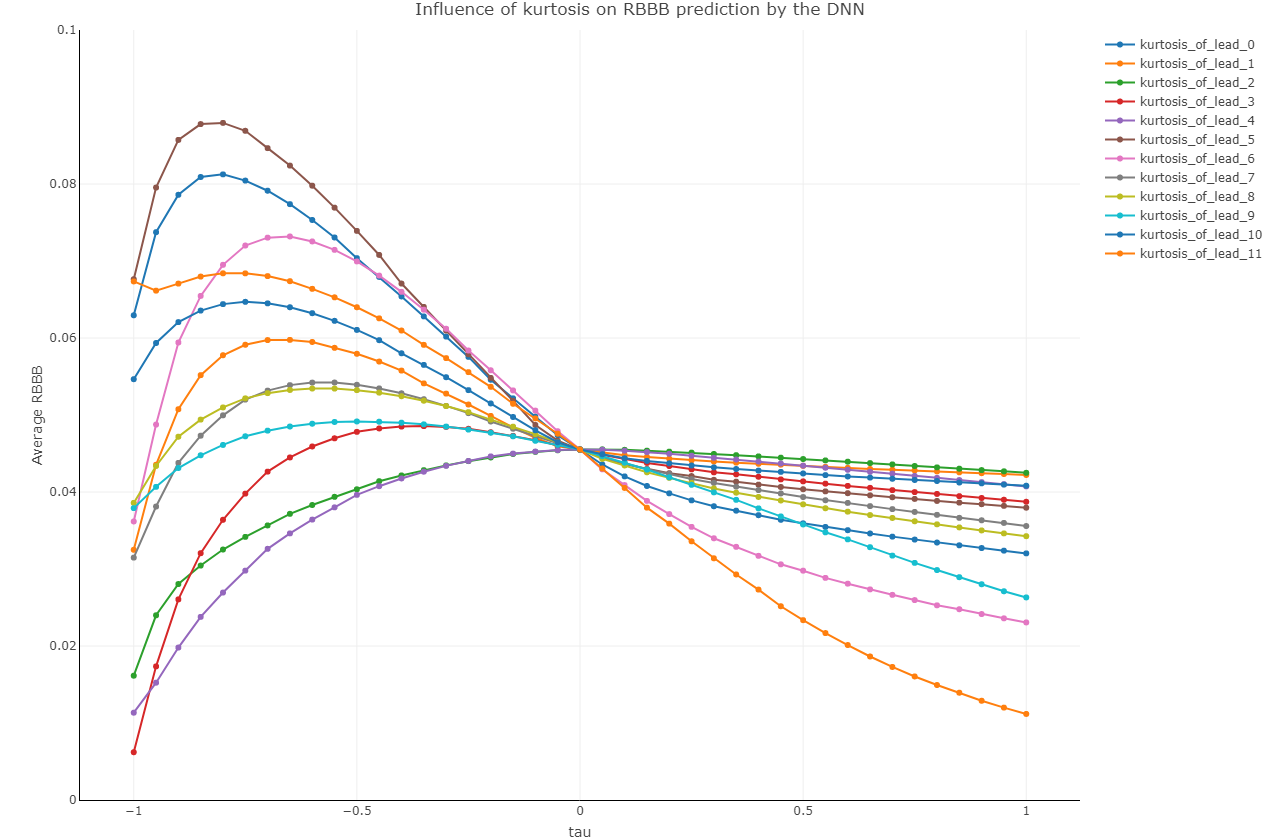 Influence of kurtosis on RBBB prediction by the DNN
0.1
0.08
0.06
0.04
0.02
0
Average RBBB
−1
−0.5
0
0.5
1
tau
kurtosis_of_lead_0
kurtosis_of_lead_1
kurtosis_of_lead_2
kurtosis_of_lead_3
kurtosis_of_lead_4
kurtosis_of_lead_5
kurtosis_of_lead_6
kurtosis_of_lead_7
kurtosis_of_lead_8
kurtosis_of_lead_9
kurtosis_of_lead_10
kurtosis_of_lead_11